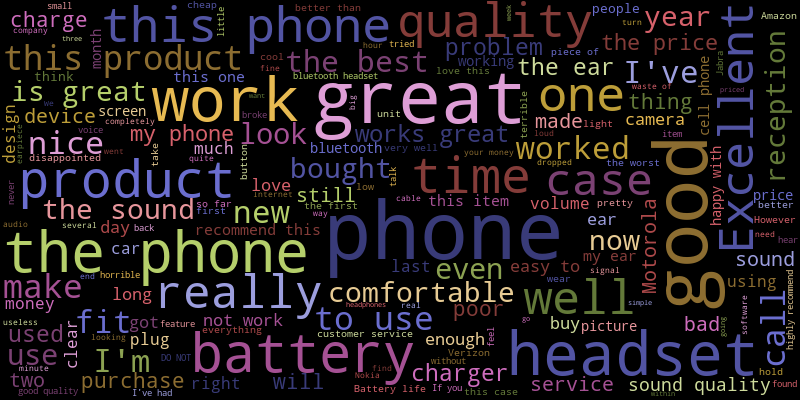 small
cheap
this phone
quality
better than
people
year
Amazon
company
charge
little
week
turn
three
month
hour
tried
problem
piece of
the price
this product
the best
cool
fine
working
love this
Excellent
reception
think
this one
bluetooth headset
the ear
I've
Jabra
waste of
priced
is great
work
great
one
thing
cell phone
we
device
screen
want
big
unit
terrible
completely
broke
design
earpiece
voice
my phone
look
works great
made
light
camera
nice
much
button
bluetooth
very well
worked
loud
item
disappointed
went
take
quite
your money
dropped
the worst
happy with
never
product
bought
talk
low
time
case
good
love
Internet
still
cable
this item
volume
pretty
price
better
the sound
so far
first
new
the first
way
phone
ear
now
Motorola
However
audio
several
day
back
recommend this
need
hear
the phone
car
last
even
easy to
my ear
signal
sound
end
horrible
make
really
comfortable
wear
well
using
money
long
headphones
real
simple
call
highly recommend
useless
fit
got
feature
not work
to use
poor
go
buy
picture
bad
going
software
used
clear
looking
plug
everything
customer service
enough
feel
headset
use
I'm
DO NOT
battery
Verizon
without
minute
two
purchase
right
will
find
Nokia
charger
hold
good quality
I've had
Battery life
If you
this case
service
sound quality
within
found